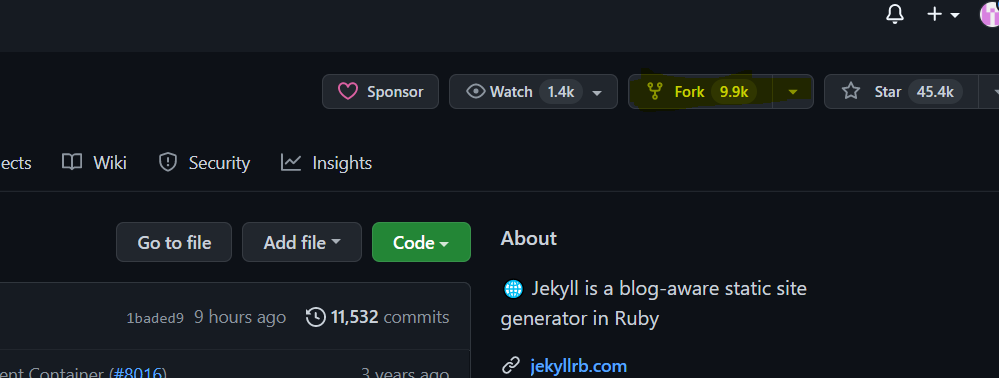 Sponsor Watch 1.4k Fork 9.9k Star 45.4k
ects Wiki Security Insights
Go to file Add file Code
About
Jekyll is a blog-aware static site
generator in Ruby
1baded9 9 hours ago 11,532 commits
jekyllrb.com
ent Container (#8016) 3 years ago